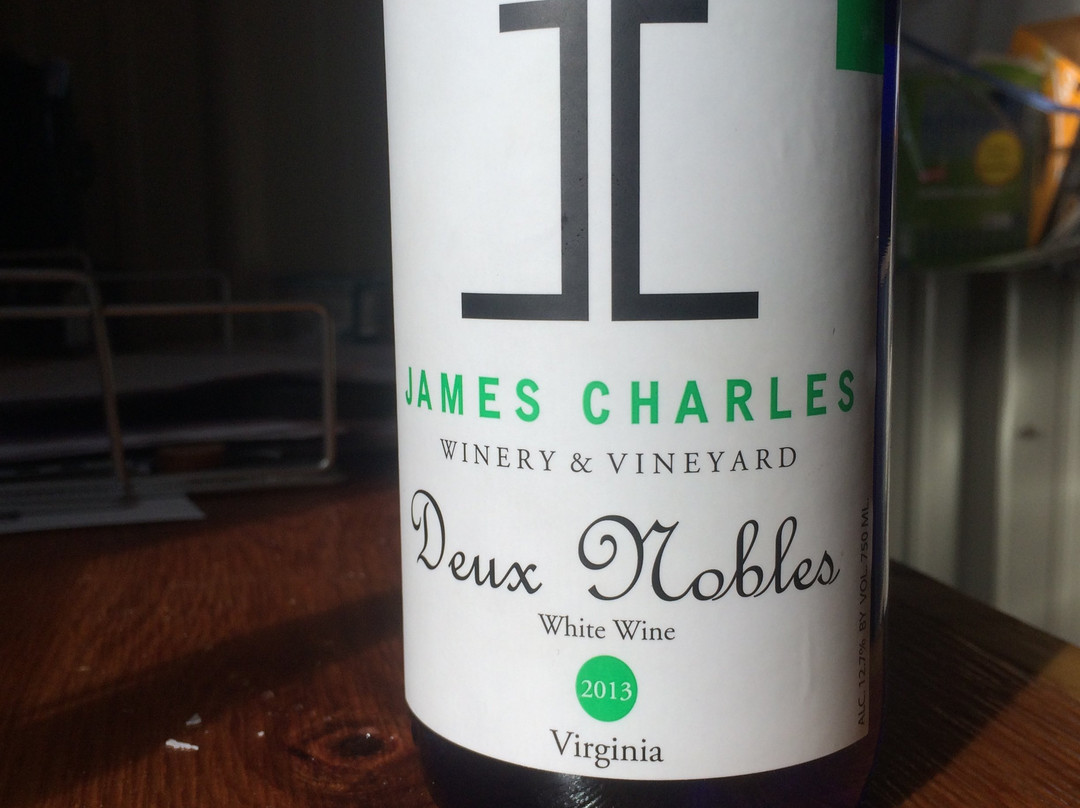 JAMES CHARLES
WINERY & VINEYARD
Deux Nobles
White Wine
2013
Virginia
ALC. 12.7% BY VOL 750 ML